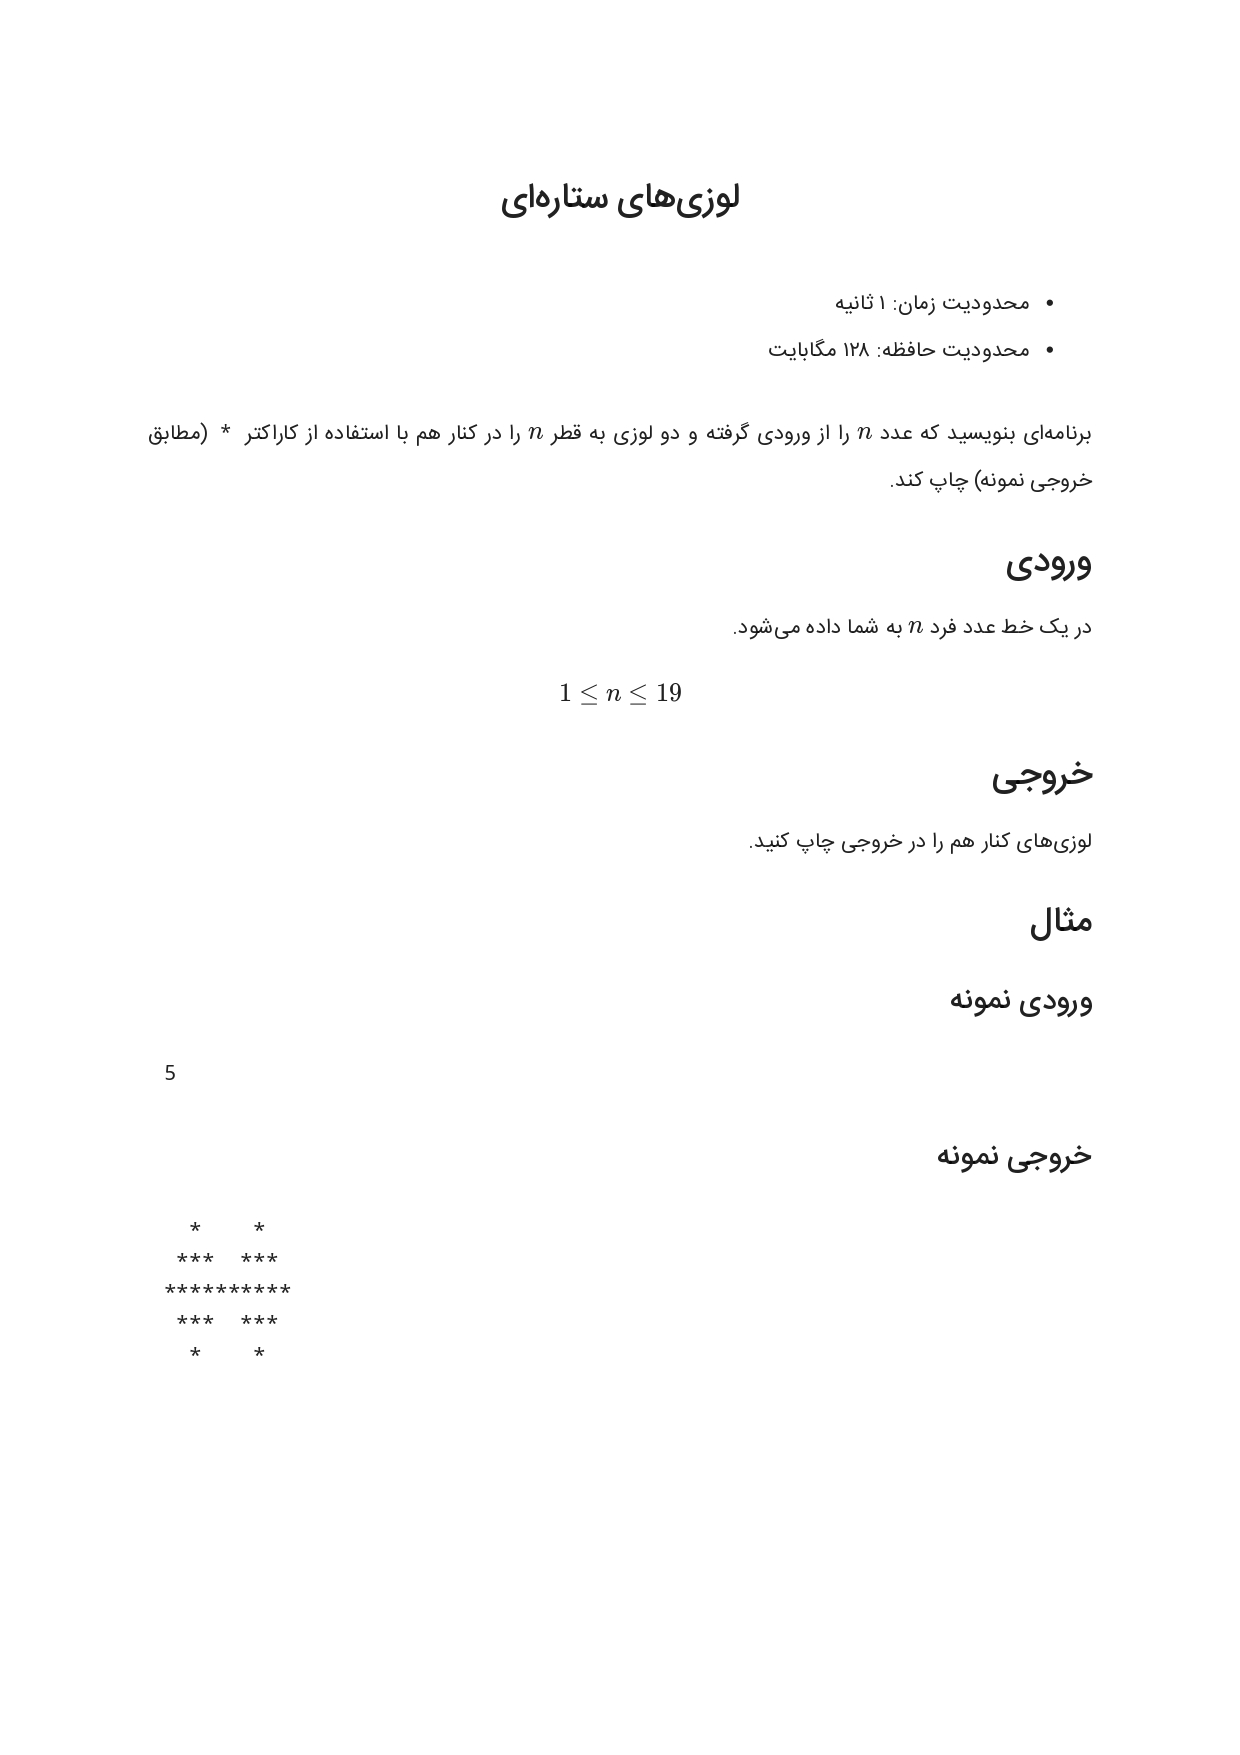 لوزی‌های ستاره‌ای
• محدودیت زمان: ۱ ثانیه
• محدودیت حافظه: ۱۲۸ مگابایت
برنامه‌ای بنویسید که عدد n را از ورودی گرفته و دو لوزی به قطر n را در کنار هم با استفاده از کاراکتر * (مطابق
خروجی نمونه) چاپ کند.
ورودی
در یک خط عدد فرد n به شما داده می‌شود.
1 ≤ n ≤ 19
خروجی
لوزی‌های کنار هم را در خروجی چاپ کنید.
مثال
ورودی نمونه
5
خروجی نمونه
  *    *
 ***  ***
**********
 ***  ***
  *    *